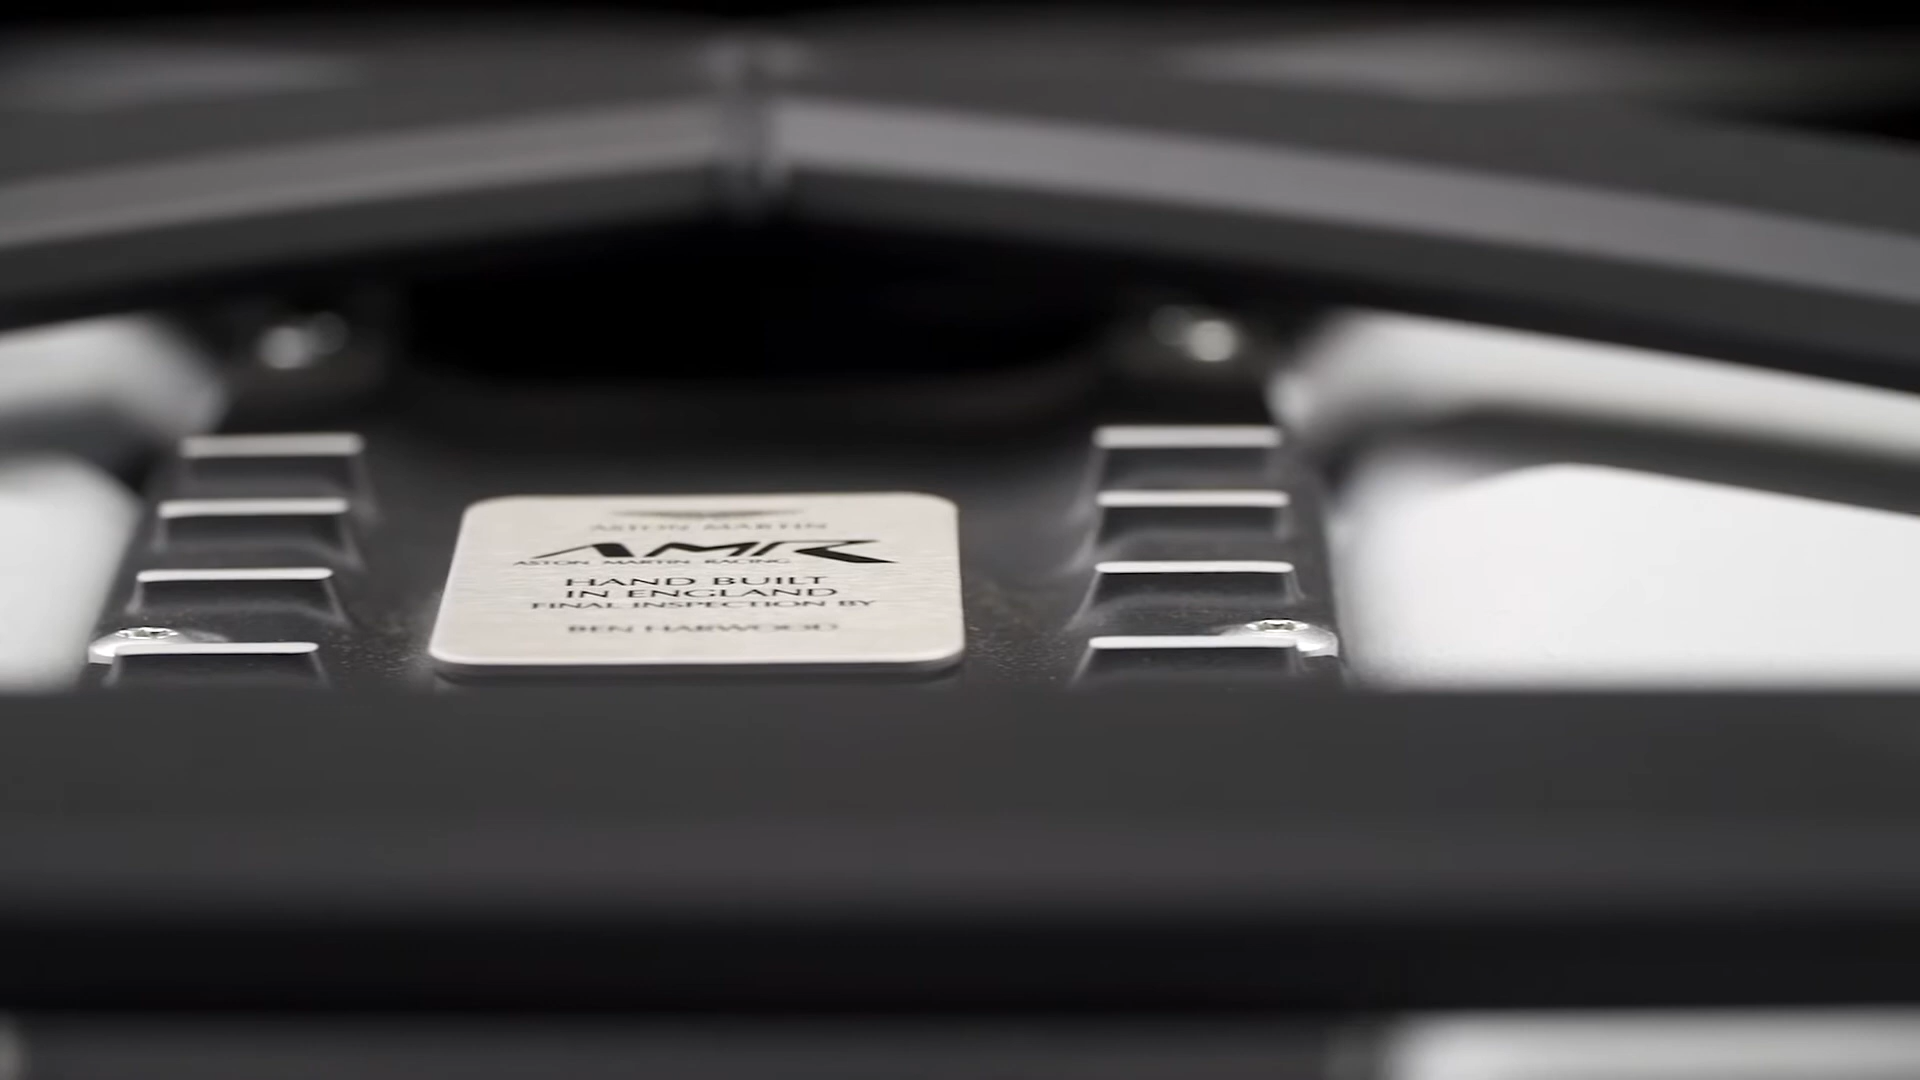 ASTON MARTIN
AMR
ASTON MARTIN RACING
HAND BUILT
IN ENGLAND
FINAL INSPECTION BY
BEN HARWOOD